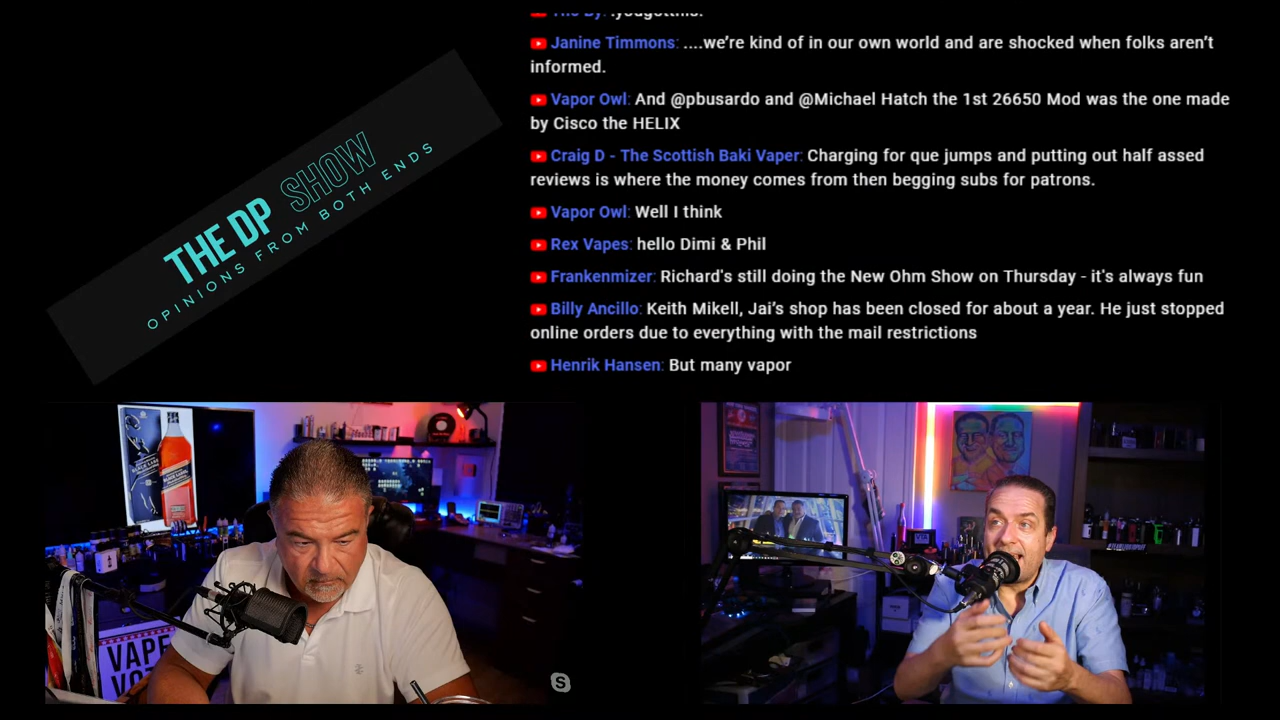 Janine Timmons: ....we're kind of in our own world and are shocked when folks aren't
informed.
Vapor Owl: And @pbusardo and @Michael Hatch the 1st 26650 Mod was the one made
by Cisco the HELIX
Craig D - The Scottish Baki Vaper: Charging for que jumps and putting out half assed
reviews is where the money comes from then begging subs for patrons.
Vapor Owl: Well I think
Rex Vapes: hello Dimi & Phil
Frankenmizer: Richard's still doing the New Ohm Show on Thursday - it's always fun
Billy Ancillo: Keith Mikell, Jai's shop has been closed for about a year. He just stopped
online orders due to everything with the mail restrictions
Henrik Hansen: But many vapor
THE DP SHOW
OPINIONS FROM BOTH ENDS
VAPE
S